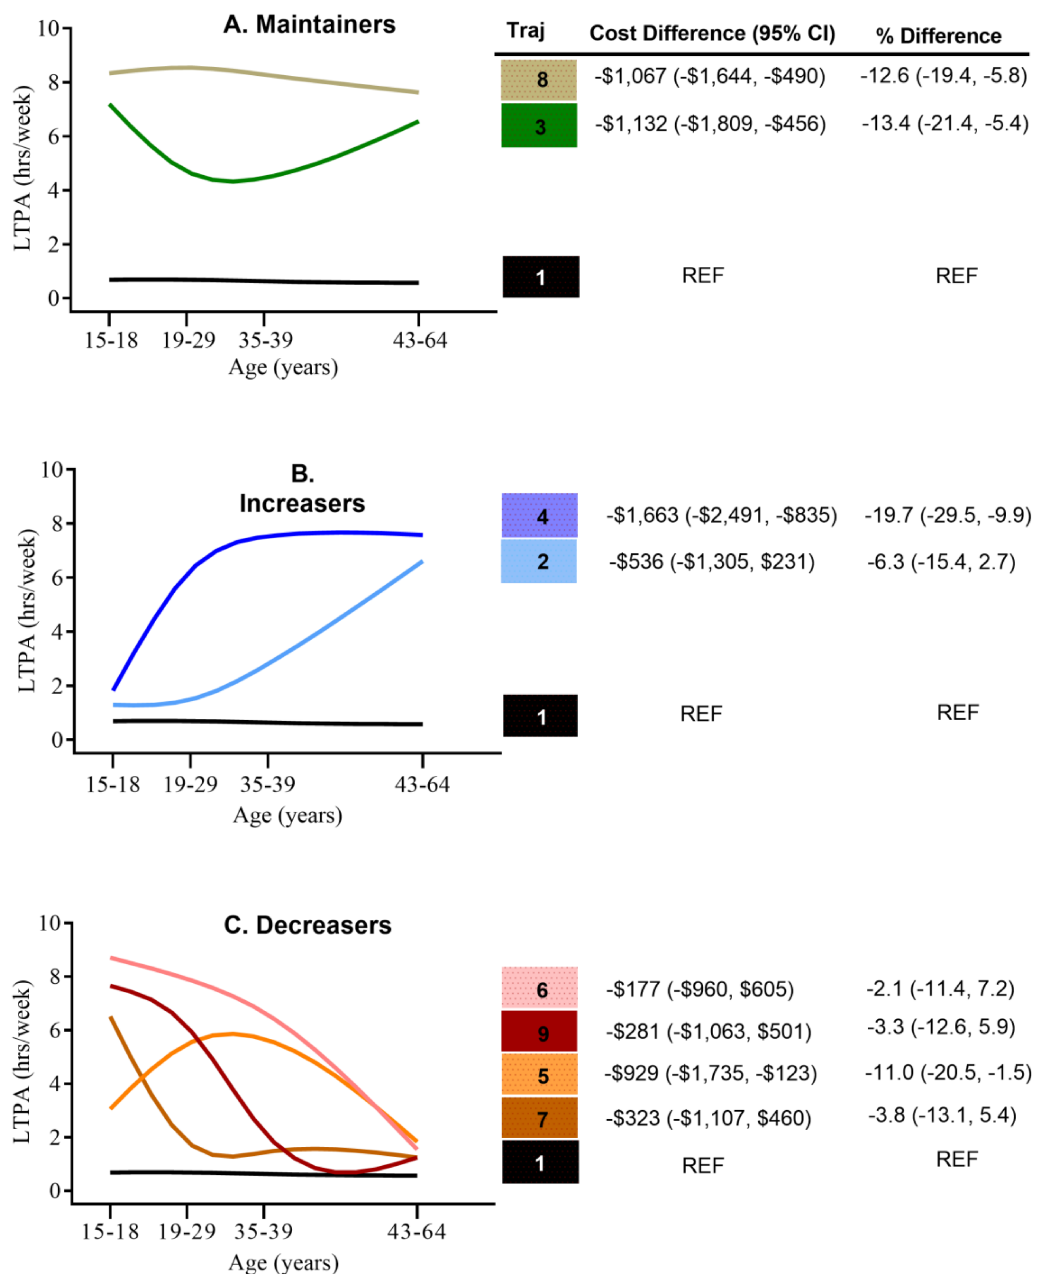 A. Maintainers
Traj Cost Difference (95% CI) % Difference
10
8
6
4
2
0
LTPA (hrs/week)
15-18 19-29 35-39 43-64
Age (years)
8 -$1,067 (-$1,644, -$490) -12.6 (-19.4, -5.8)
3 -$1,132 (-$1,809, -$456) -13.4 (-21.4, -5.4)
1 REF REF
B.
Increasers
10
8
6
4
2
0
LTPA (hrs/week)
15-18 19-29 35-39 43-64
Age (years)
4 -$1,663 (-$2,491, -$835) -19.7 (-29.5, -9.9)
2 -$536 (-$1,305, $231) -6.3 (-15.4, 2.7)
1 REF REF
C. Decreasers
10
8
6
4
2
0
LTPA (hrs/week)
15-18 19-29 35-39 43-64
Age (years)
6 -$177 (-$960, $605) -2.1 (-11.4, 7.2)
9 -$281 (-$1,063, $501) -3.3 (-12.6, 5.9)
5 -$929 (-$1,735, -$123) -11.0 (-20.5, -1.5)
7 -$323 (-$1,107, $460) -3.8 (-13.1, 5.4)
1 REF REF